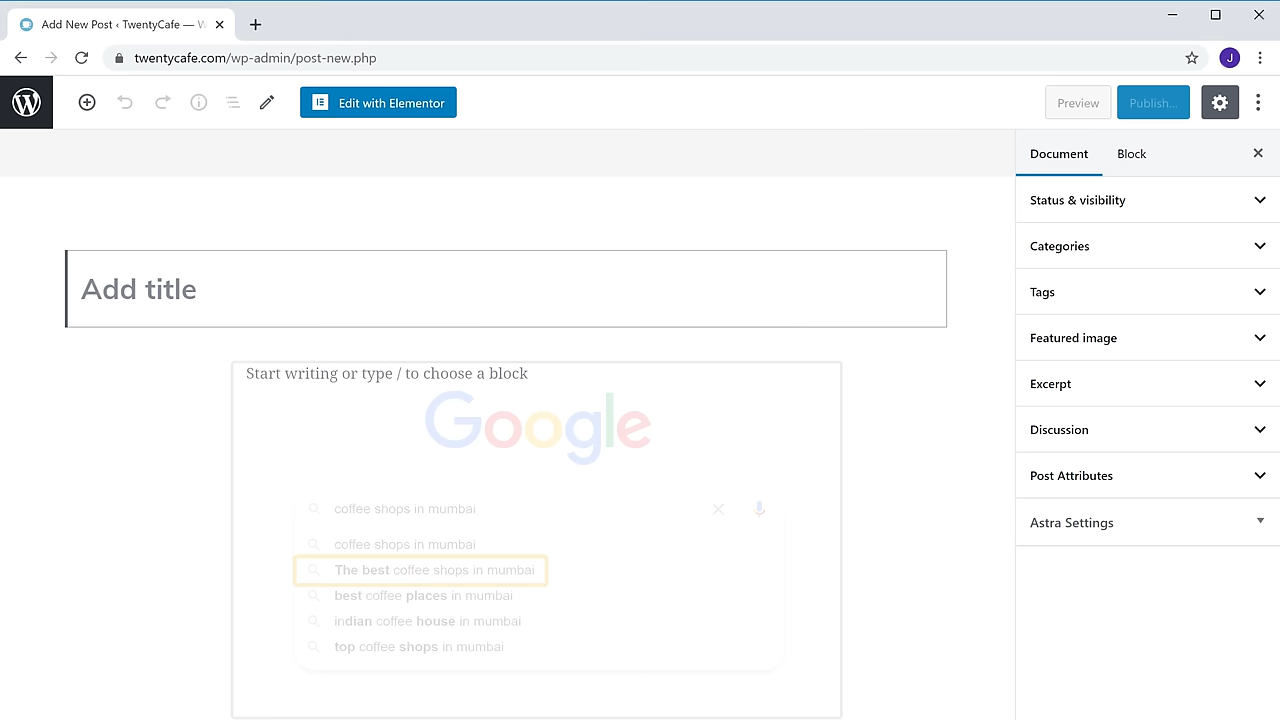 Add New Post ‹ TwentyCafe — W
twentycafe.com/wp-admin/post-new.php
J
Edit with Elementor
Preview
Publish...
Document
Block
Status & visibility
Categories
Tags
Featured image
Excerpt
Discussion
Post Attributes
Astra Settings
Add title
Start writing or type / to choose a block
Google
coffee shops in mumbai
coffee shops in mumbai
The best coffee shops in mumbai
best coffee places in mumbai
indian coffee house in mumbai
top coffee shops in mumbai